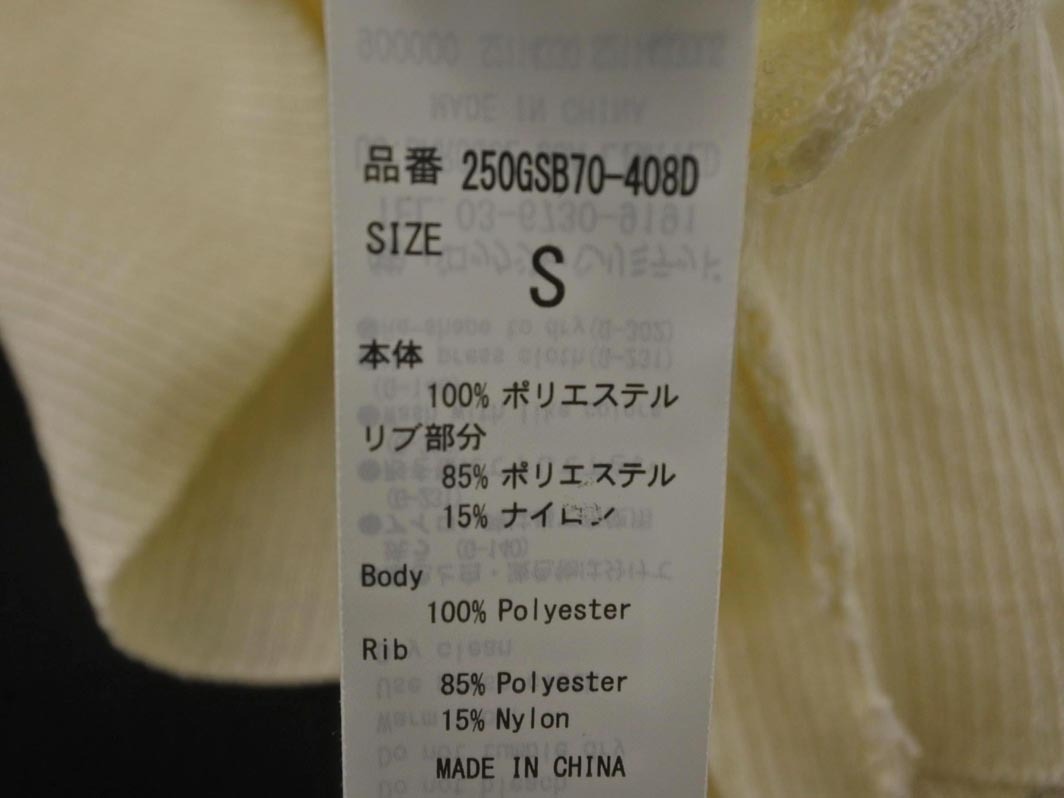 品番 250GSB70-408D
SIZE
S
本体
100% ポリエステル
リブ部分
85% ポリエステル
15% ナイロン
Body
100% Polyester
Rib
85% Polyester
15% Nylon
MADE IN CHINA